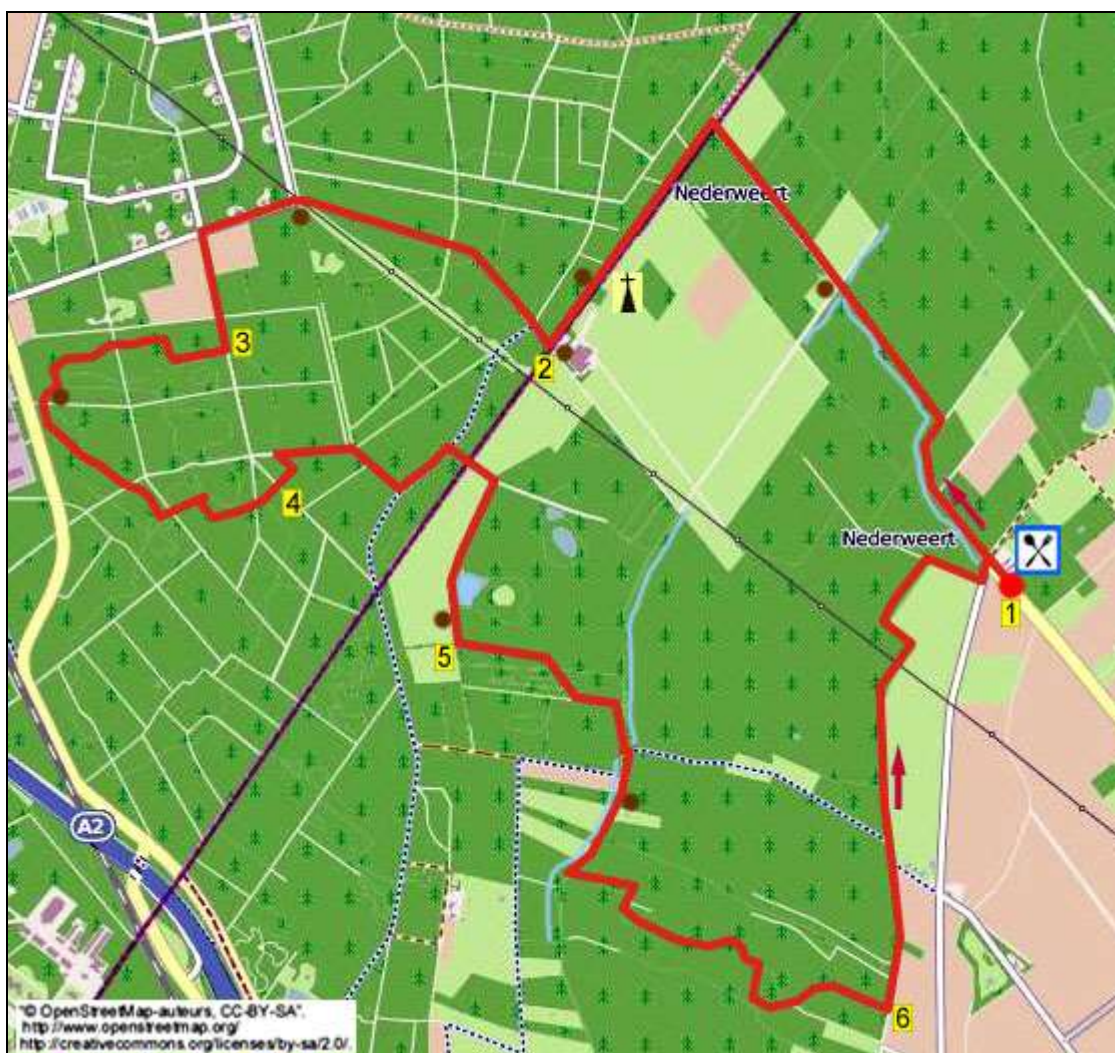 Nederweert
2
3
4
Nederweert
1
5
A2
6
"© OpenStreetMap-auteurs, CC-BY-SA",
http://www.openstreetmap.org/
http://creativecommons.org/licenses/by-sa/2.0/.